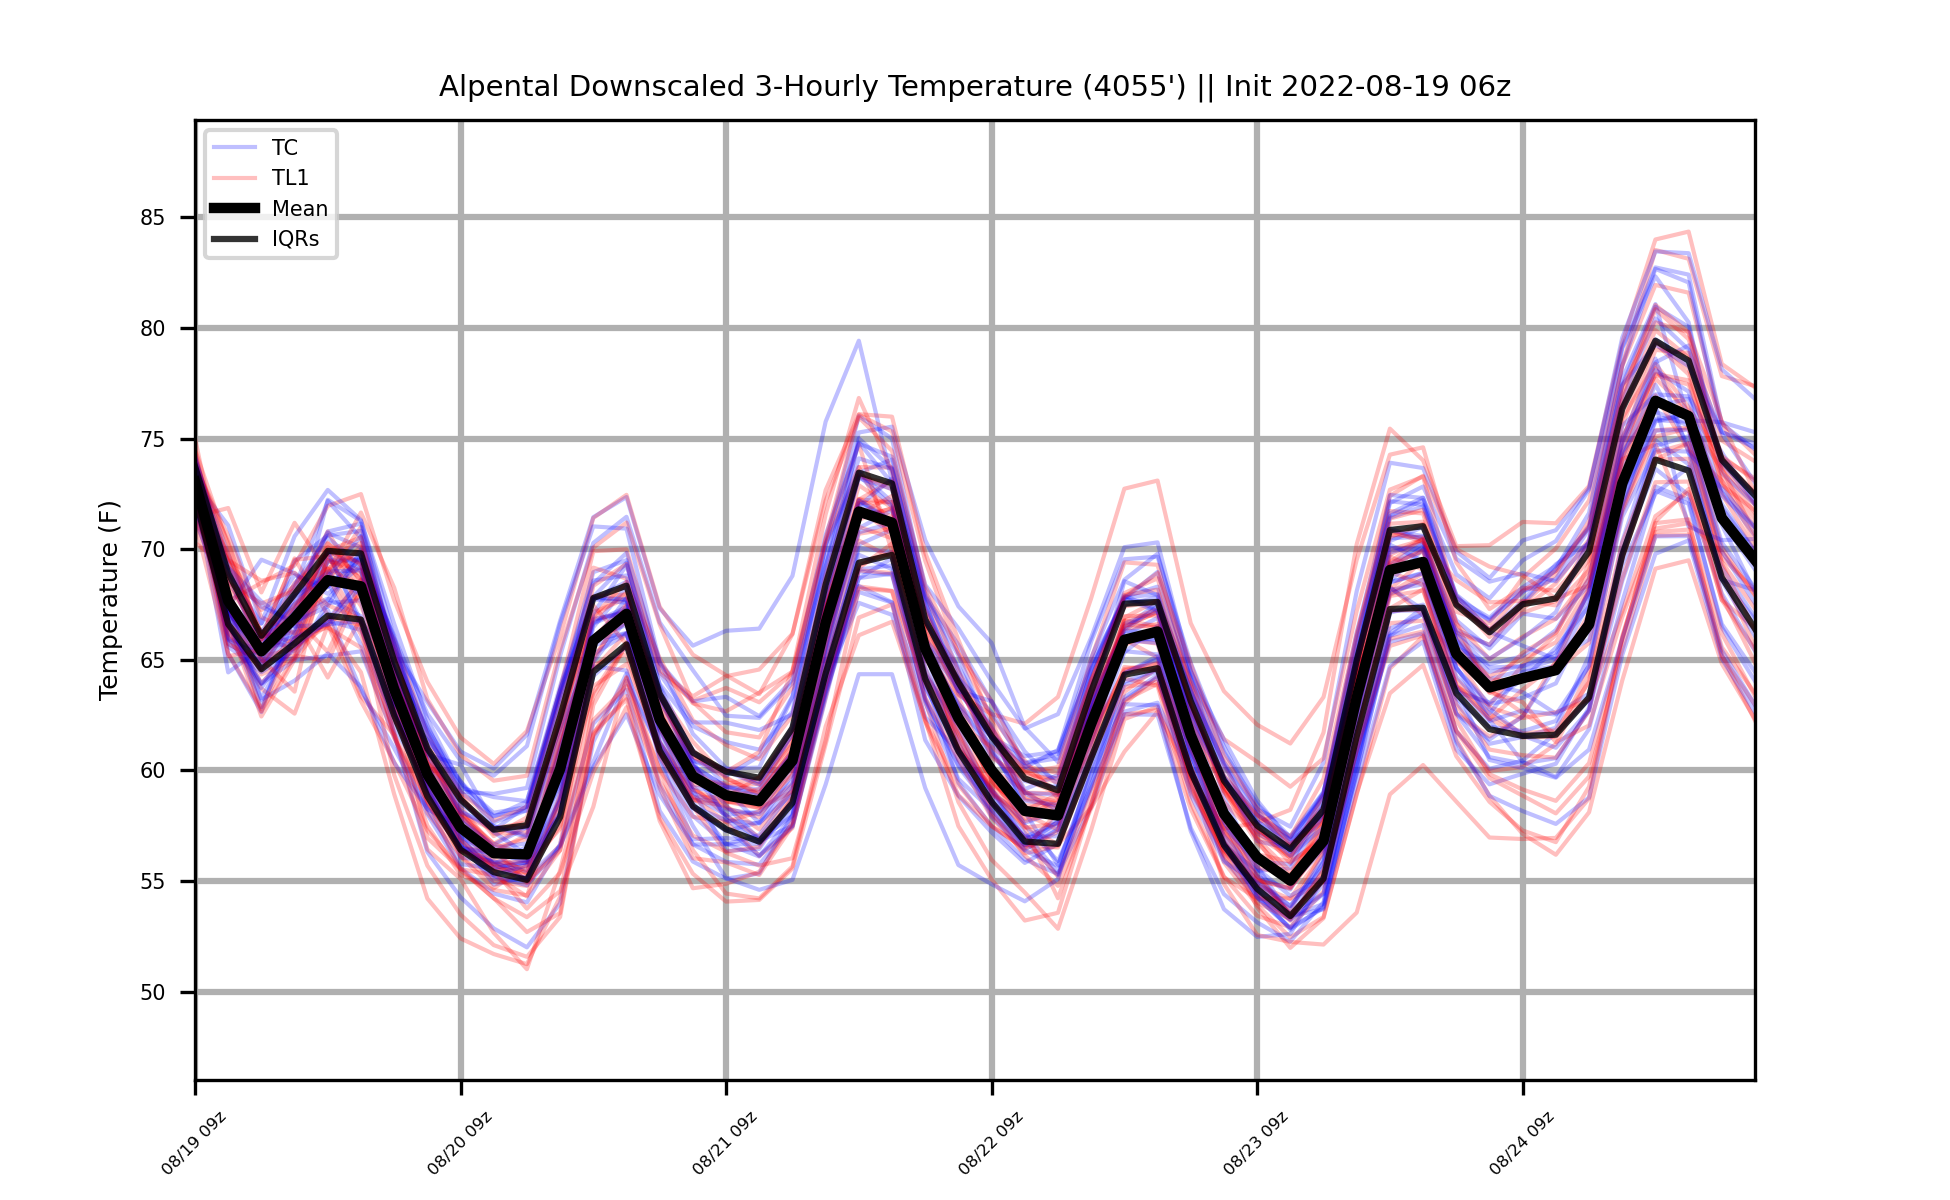 Alpental Downscaled 3-Hourly Temperature (4055') || Init 2022-08-19 06z
TC
TL1
Mean
IQRs
Temperature (F)
85
80
75
70
65
60
55
50
08/19 09z
08/20 09z
08/21 09z
08/22 09z
08/23 09z
08/24 09z